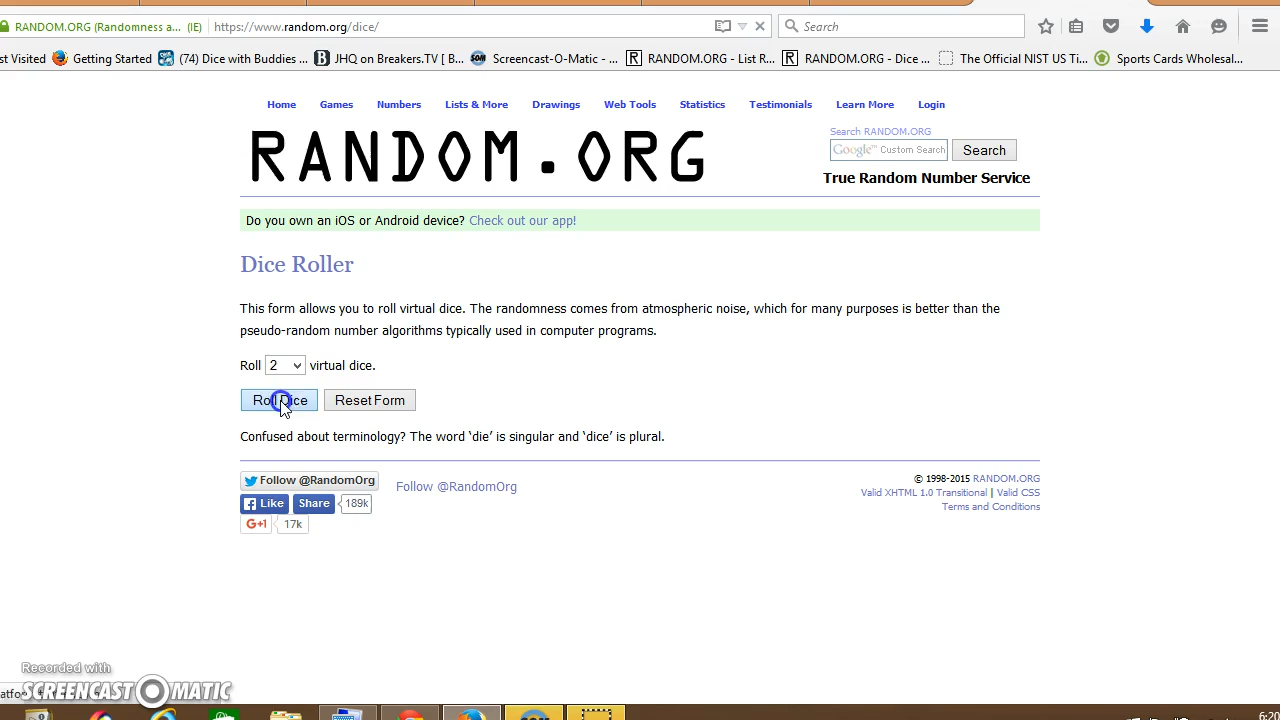 RANDOM.ORG (Randomness a... (IE) https://www.random.org/dice/ Search
st Visited Getting Started (74) Dice with Buddies ... JHQ on Breakers.TV [ B... Screencast-O-Matic - ... RANDOM.ORG - List R... RANDOM.ORG - Dice ... The Official NIST US Ti... Sports Cards Wholesal...
Home Games Numbers Lists & More Drawings Web Tools Statistics Testimonials Learn More Login
RANDOM.ORG
Search RANDOM.ORG
Google™ Custom Search Search
True Random Number Service
Do you own an iOS or Android device? Check out our app!
Dice Roller
This form allows you to roll virtual dice. The randomness comes from atmospheric noise, which for many purposes is better than the
pseudo-random number algorithms typically used in computer programs.
Roll 2 virtual dice.
Roll Dice Reset Form
Confused about terminology? The word ‘die’ is singular and ‘dice’ is plural.
Follow @RandomOrg Follow @RandomOrg
Like Share 189k
G+1 17k
© 1998-2015 RANDOM.ORG
Valid XHTML 1.0 Transitional | Valid CSS
Terms and Conditions
Recorded with
SCREENCAST-O-MATIC
6:20